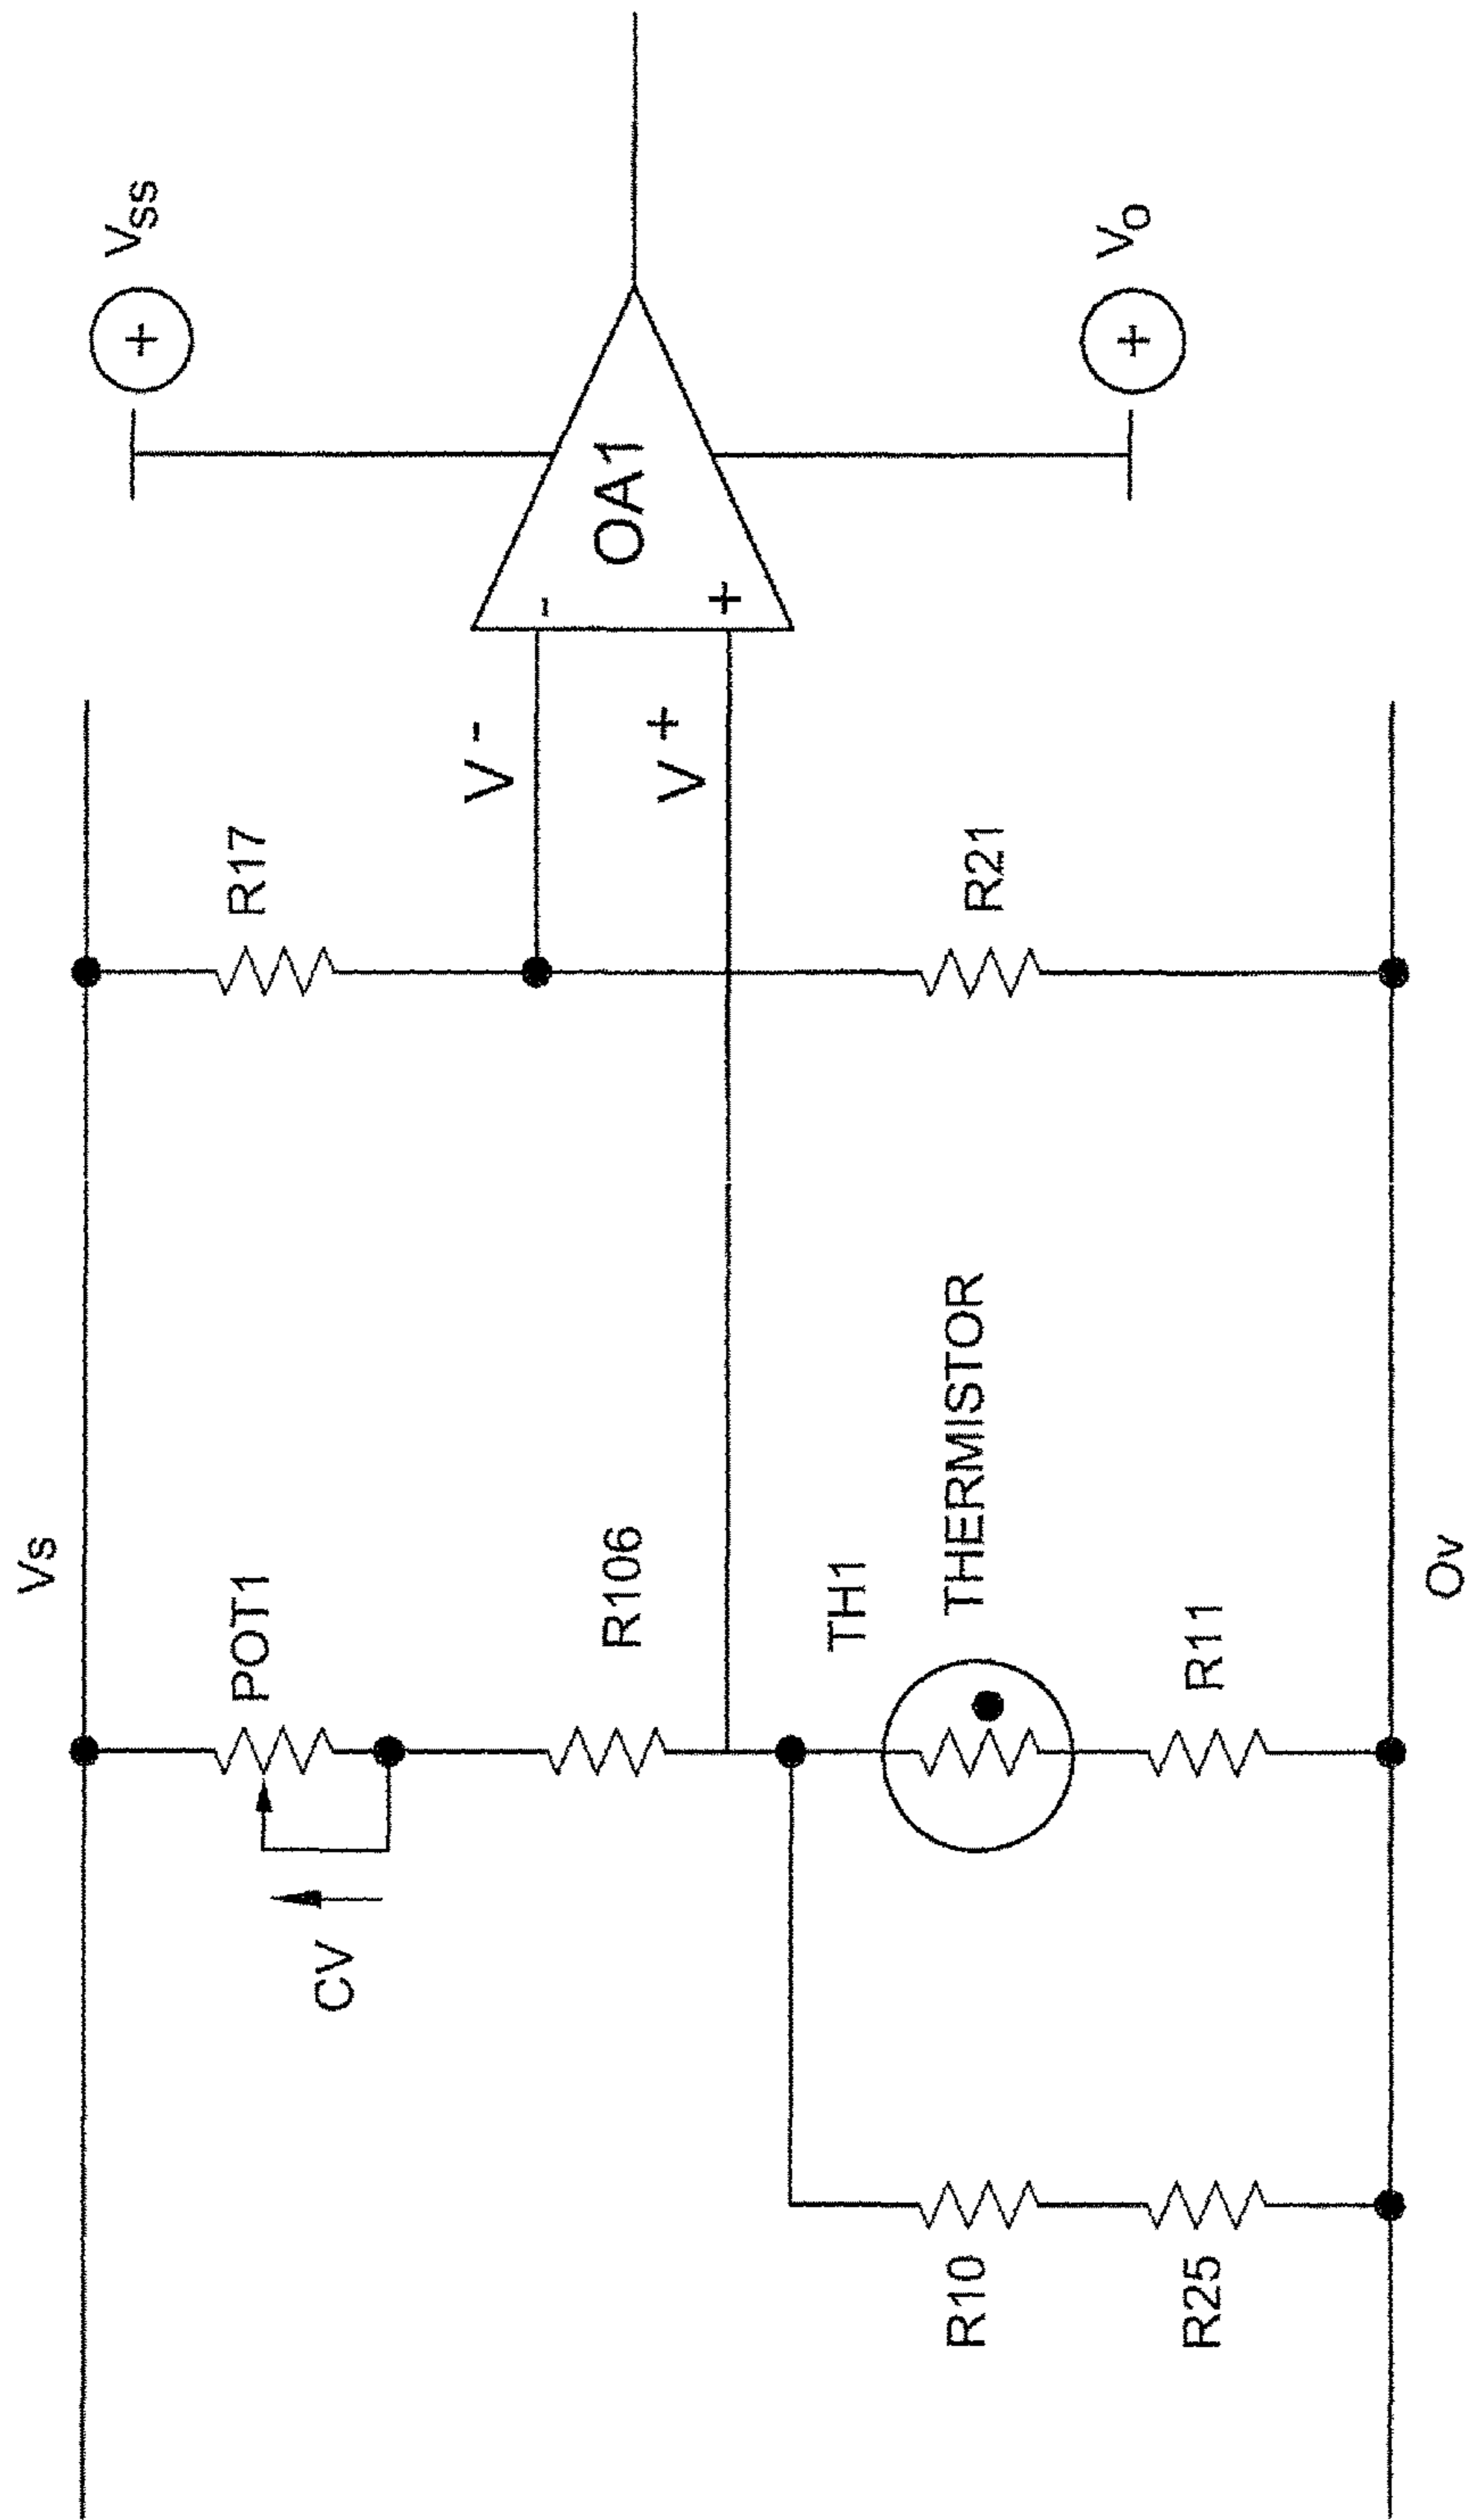 Vs
POT1
CV
R106
TH1
THERMISTOR
R11
R10
R25
Ov
R17
R21
V -
V +
-
+
OA1
+
Vss
+
Vo